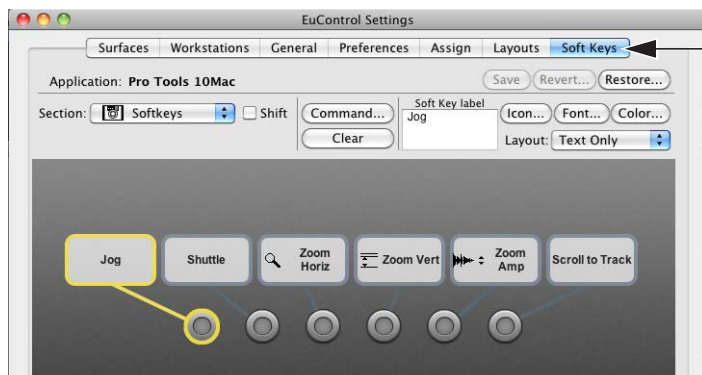 EuControl Settings
Surfaces Workstations General Preferences Assign Layouts Soft Keys
Application: Pro Tools 10Mac
Save Revert... Restore...
Section: Softkeys Shift
Command...
Clear
Soft Key label
Jog
Icon... Font... Color...
Layout: Text Only
Jog
Shuttle
Zoom
Horiz
Zoom Vert
Zoom
Amp
Scroll to Track